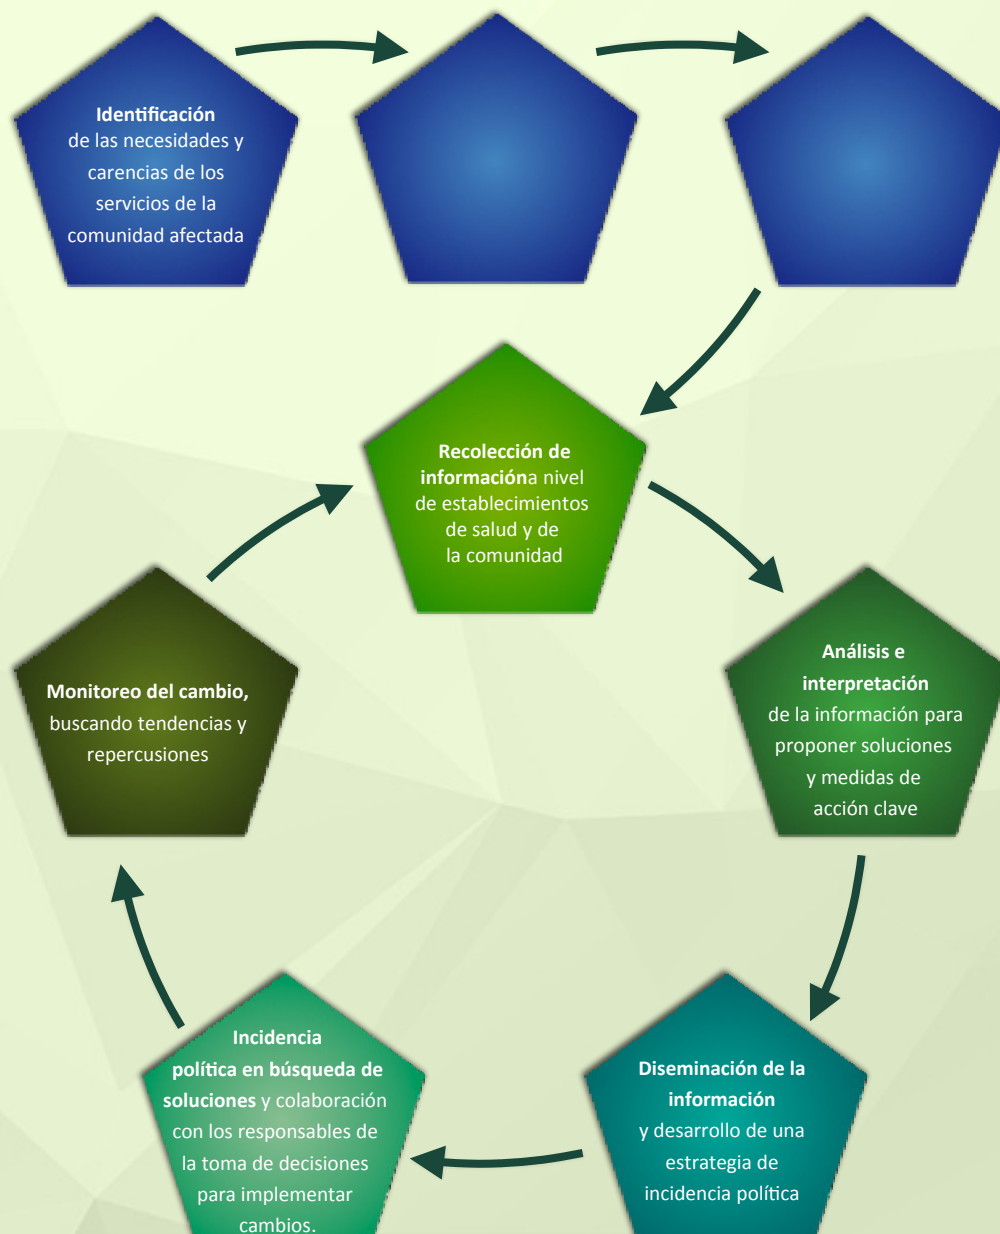 Identificación
de las necesidades y
carencias de los
servicios de la
comunidad afectada
Recolección de
informacióna nivel
de establecimientos
de salud y de
la comunidad
Análisis e
interpretación
de la información para
proponer soluciones
y medidas de
acción clave
Diseminación de la
información
y desarrollo de una
estrategia de
incidencia política
Incidencia
política en búsqueda de
soluciones y colaboración
con los responsables de
la toma de decisiones
para implementar
cambios.
Monitoreo del cambio,
buscando tendencias y
repercusiones